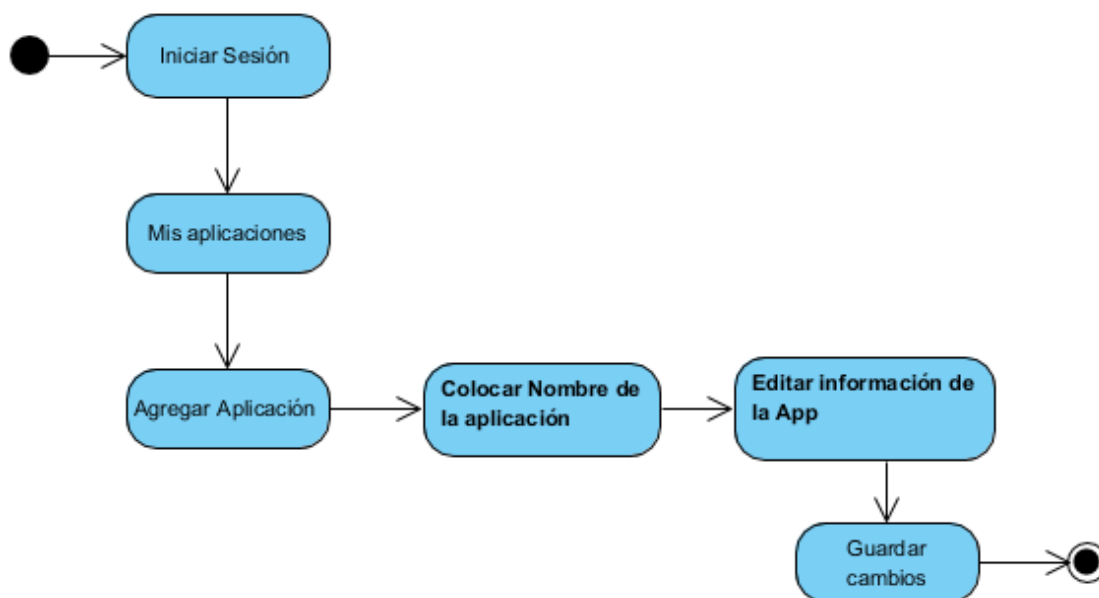 Iniciar Sesión
Mis aplicaciones
Agregar Aplicación
Colocar Nombre de
la aplicación
Editar información de
la App
Guardar
cambios